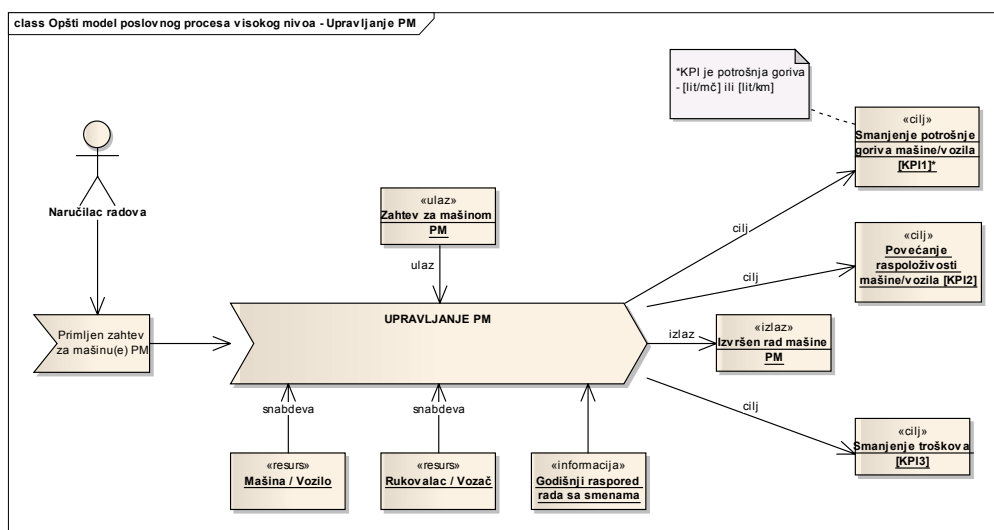 class Opšti model poslovnog procesa visokog nivoa - Upravljanje PM
*KPI je potrošnja goriva
- [lit/mč] ili [lit/km]
«cilj»
Smanjenje potrošnje
goriva mašine/vozila
[KPI1]*
Naručilac radova
«ulaz»
Zahtev za mašinom
PM
ulaz
cilj
«cilj»
Povećanje
raspoloživosti
mašine/vozila [KPI2]
cilj
Primljen zahtev
za mašinu(e) PM
UPRAVLJANJE PM
izlaz
«izlaz»
Izvršen rad mašine
PM
snabdeva
snabdeva
cilj
«cilj»
Smanjenje troškova
[KPI3]
«resurs»
Mašina / Vozilo
«resurs»
Rukovalac / Vozač
«informacija»
Godišnji raspored
rada sa smenama